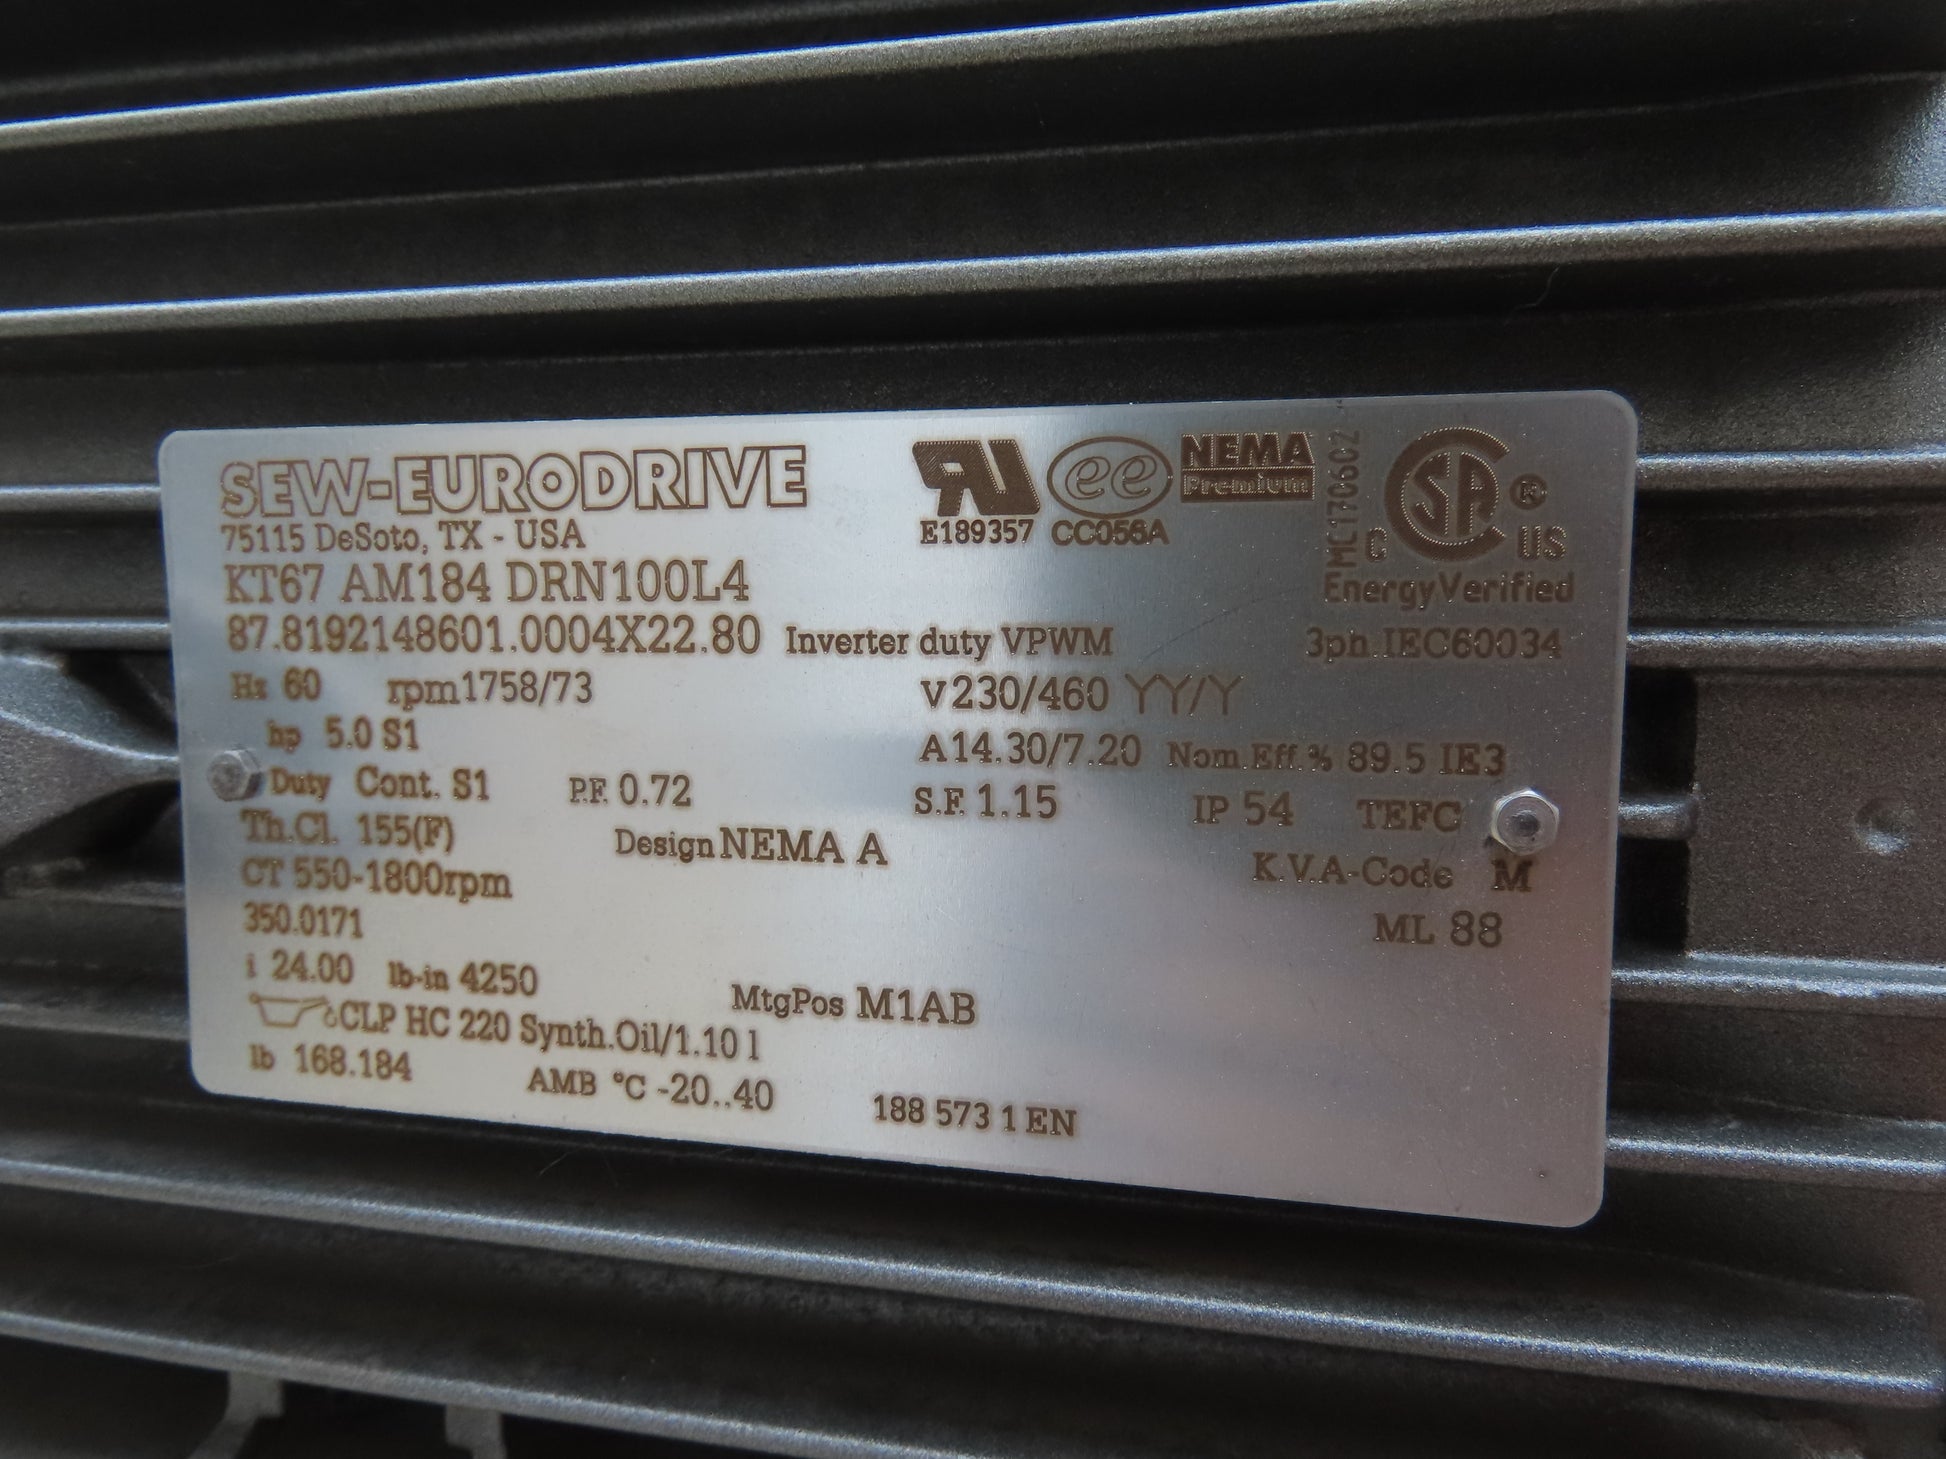 SEW-EURODRIVE
75115 DeSoto, TX - USA
E189357 CC056A
NEMA
Premium
MC170602
C US
EnergyVerified
KT67 AM184 DRN100L4
87.8192148601.0004X22.80 Inverter duty VPWM 3ph.IEC60034
Hz 60 rpm1758/73 V230/460 YY/Y
hp 5.0 S1 A14.30/7.20 Nom.Eff.% 89.5 IE3
Duty Cont. S1 P.F. 0.72 S.F. 1.15 IP 54 TEFC
Th.Cl. 155(F) Design NEMA A K.V.A-Code M
CT 550-1800rpm
350.0171 ML 88
i 24.00 lb-in 4250 MtgPos M1AB
CLP HC 220 Synth.Oil/1.10 l
lb 168.184 AMB °C -20..40 188 573 1 EN